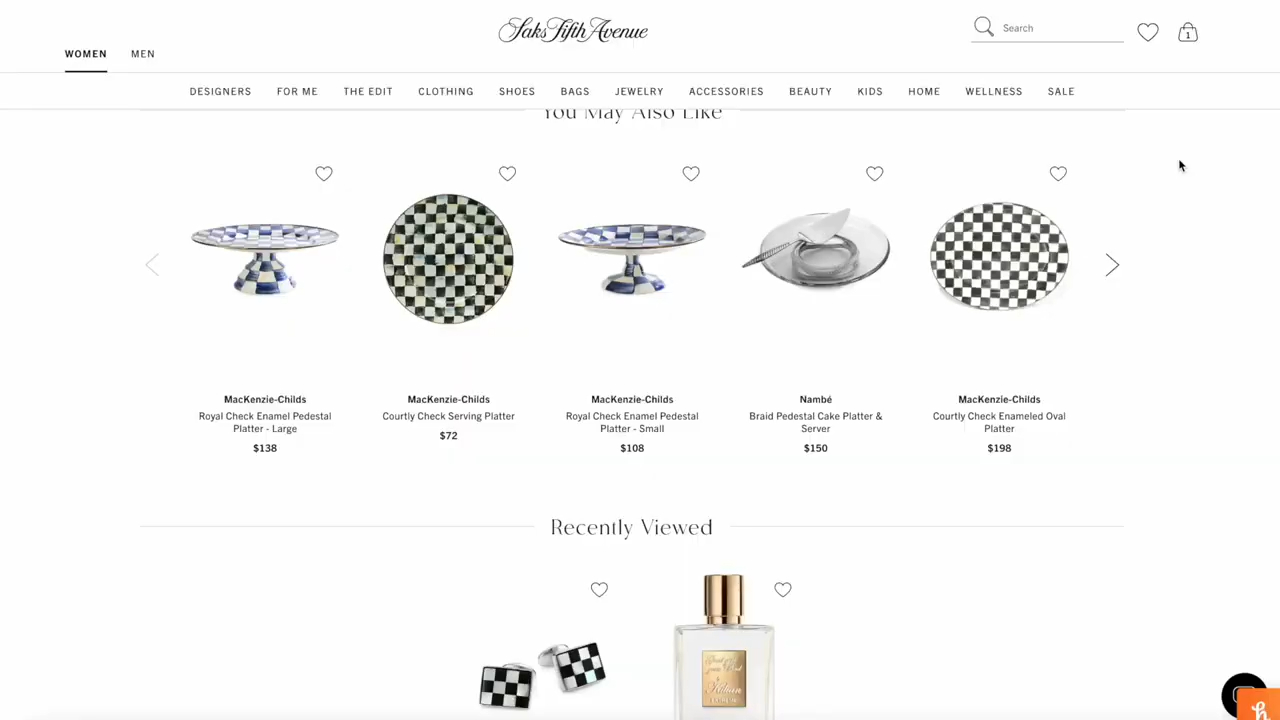 Saks Fifth Avenue
Search
1
WOMEN MEN
DESIGNERS FOR ME THE EDIT CLOTHING SHOES BAGS JEWELRY ACCESSORIES BEAUTY KIDS HOME WELLNESS SALE
You May Also Like
MacKenzie-Childs
Royal Check Enamel Pedestal
Platter - Large
$138
MacKenzie-Childs
Courtly Check Serving Platter
$72
MacKenzie-Childs
Royal Check Enamel Pedestal
Platter - Small
$108
Nambé
Braid Pedestal Cake Platter &
Server
$150
MacKenzie-Childs
Courtly Check Enameled Oval
Platter
$198
Recently Viewed
Kilian